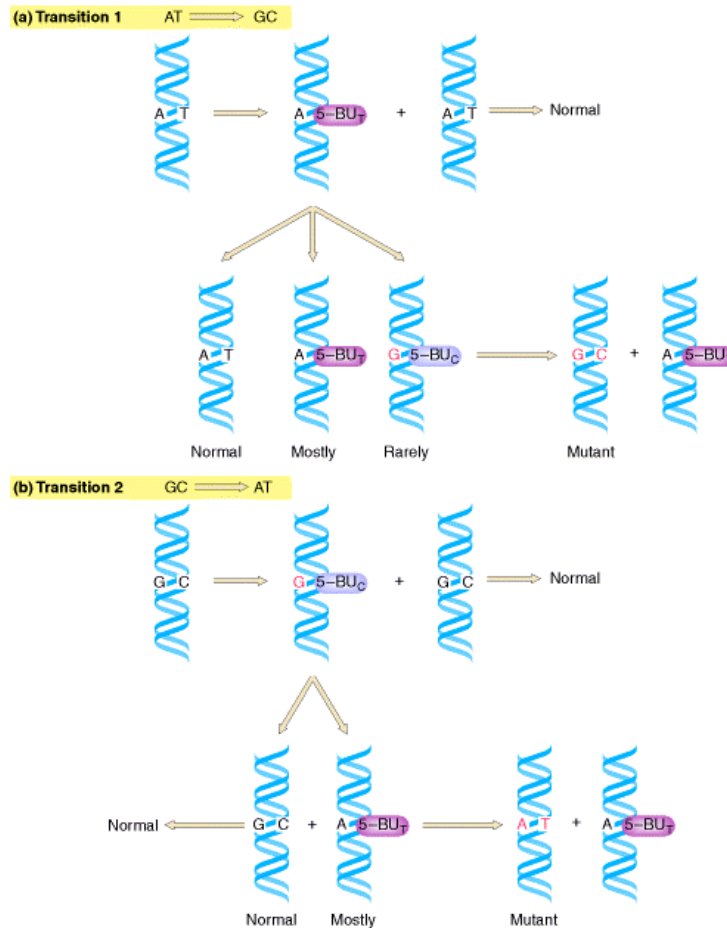 (a) Transition 1 AT GC
A T A 5–BUT + A T Normal
A T A 5–BUT G 5–BUC G C + A 5–BU
Normal Mostly Rarely Mutant
(b) Transition 2 GC AT
G C G 5–BUC + G C Normal
Normal G C + A 5–BUT A T + A 5–BUT
Normal Mostly Mutant